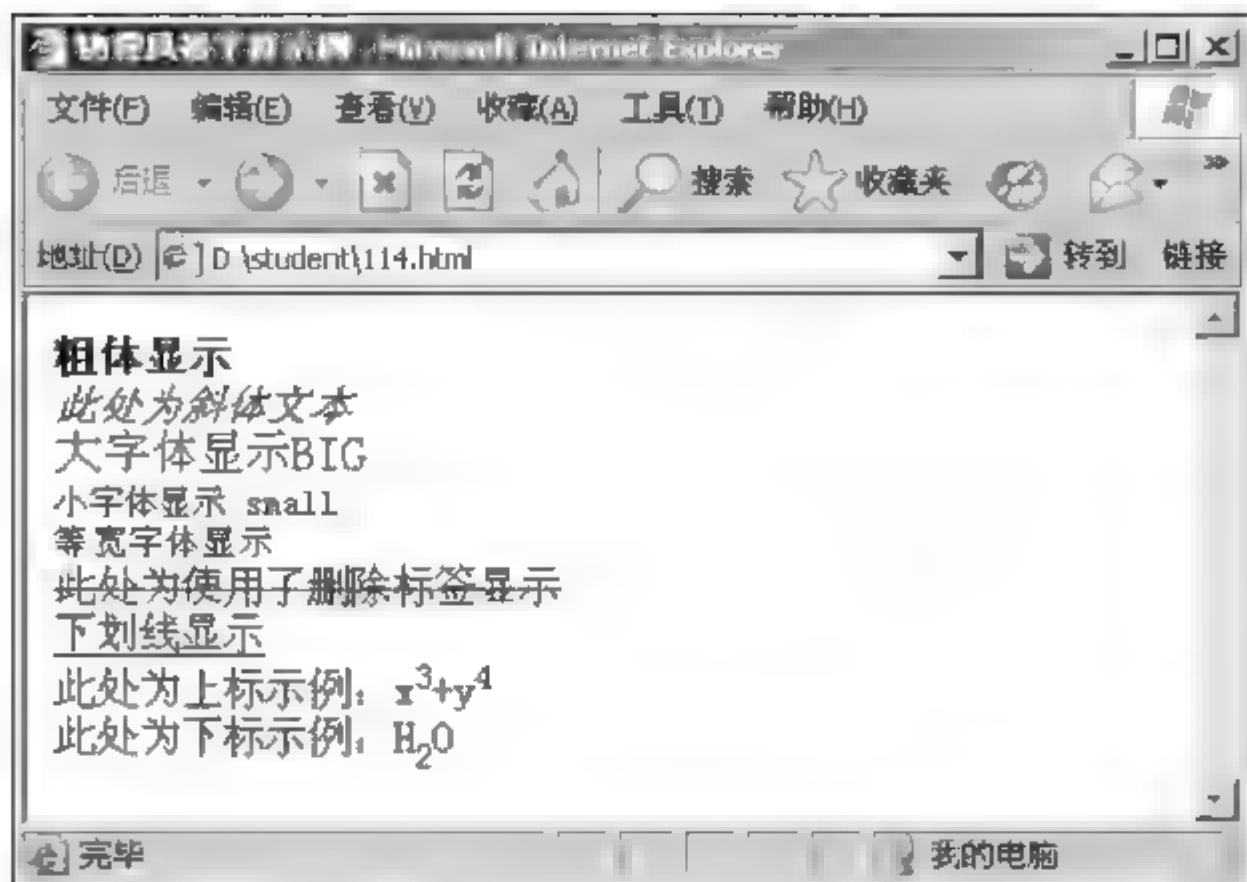 Microsoft Internet Explorer
文件(F) 编辑(E) 查看(V) 收藏(A) 工具(T) 帮助(H)
后退 搜索 收藏夹 »
地址(D) D:\student\114.html 转到 链接
粗体显示
此处为斜体文本
大字体显示BIG
小字体显示 small
等宽字体显示
此处为使用了删除标签显示
下划线显示
此处为上标示例：x³+y⁴
此处为下标示例：H₂O
完毕 我的电脑